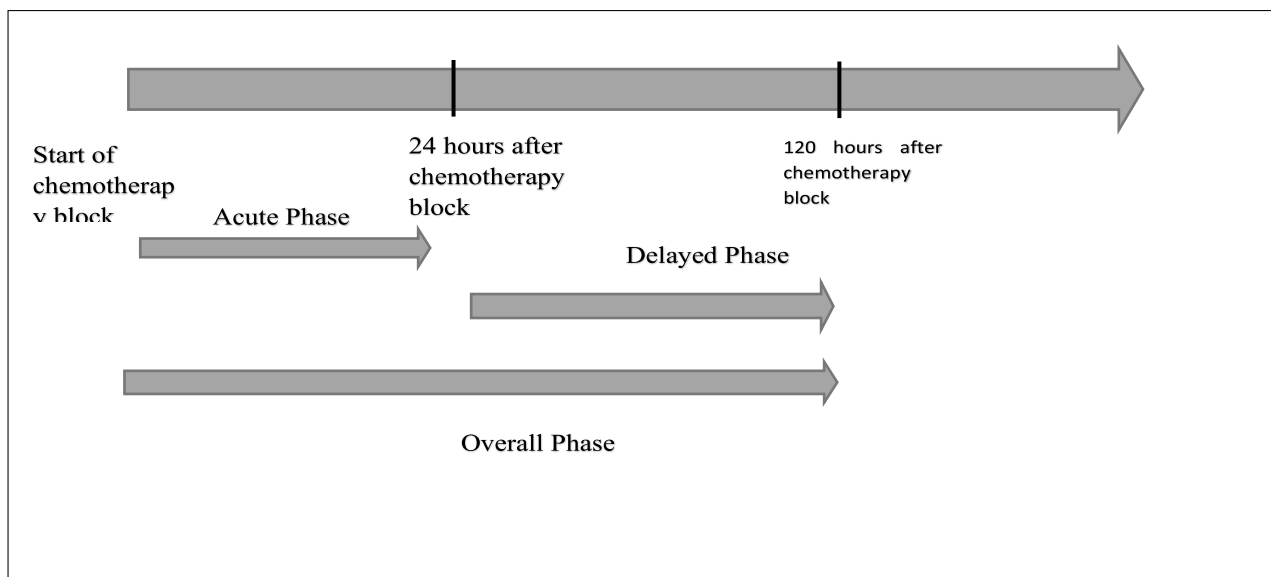 Start of
chemotherap
y block
24 hours after
chemotherapy
block
120 hours after
chemotherapy
block
Acute Phase
Delayed Phase
Overall Phase